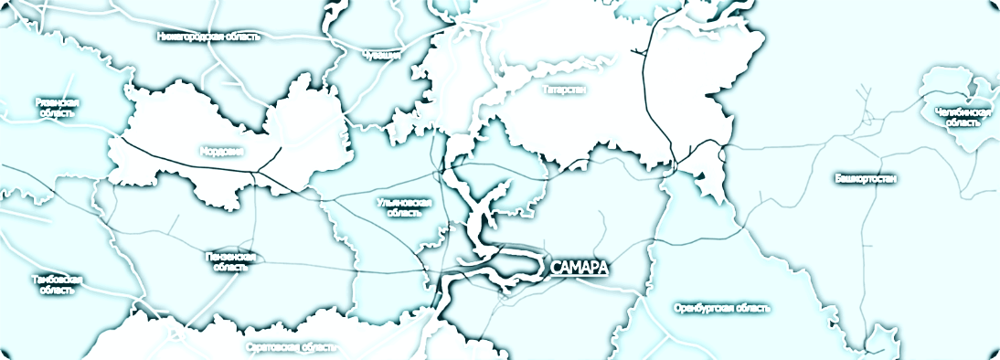 Нижегородская область
Чувашия
Татарстан
Рязанская
область
Челябинская
область
Мордовия
Башкортостан
Ульяновская
область
Пензенская
область
САМАРА
Тамбовская
область
Оренбургская область
Саратовская область